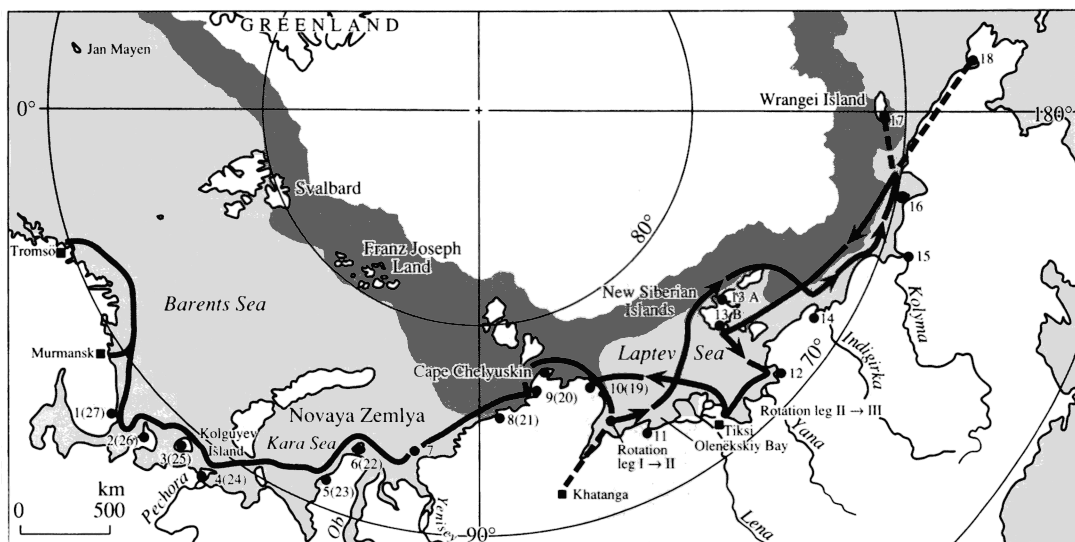 GREENLAND
Jan Mayen
0°
Wrangei Island
18
17
180°
Svalbard
80°
16
Tromsö
Franz Joseph
Land
15
Barents Sea
New Siberian
Islands
13 A
13 B
14
Kolyma
Indigirka
Murmansk
Laptev Sea
70°
Cape Chelyuskin
12
10(19)
9(20)
1(27)
Novaya Zemlya
8(21)
Rotation leg II → III
2(26)
Kolguyev
Island
Kara Sea
Tiksi
Olenekskiy Bay
Yana
11
Rotation
leg I → II
3(25)
6(22)
7
4(24)
5(23)
Pechora
Khatanga
km
0 500
Ob
Yenisei
90°
Lena